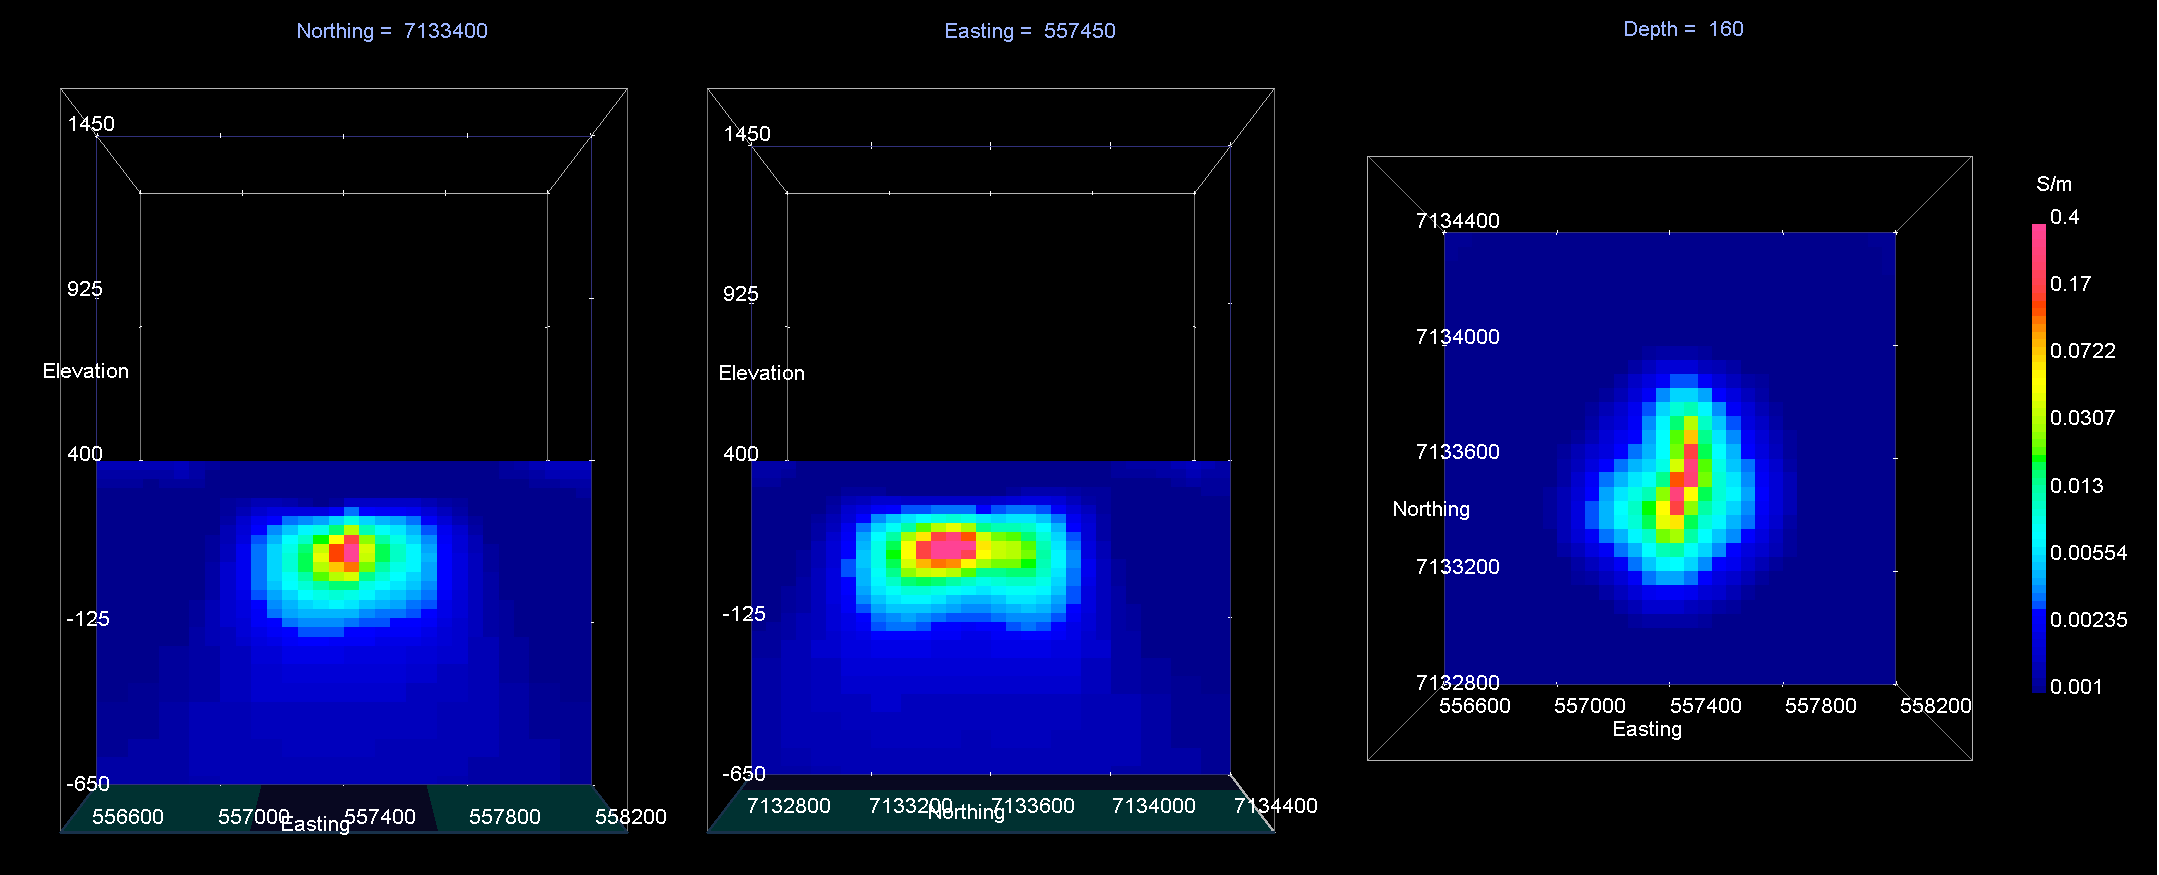 Northing = 7133400
1450
925
Elevation
400
-125
-650
556600 557000 557400 557800 558200
Easting
Easting = 557450
1450
925
Elevation
400
-125
-650
7132800 7133200 7133600 7134000 7134400
Northing
Depth = 160
7134400
7134000
7133600
Northing
7133200
7132800
556600 557000 557400 557800 558200
Easting
S/m
0.4
0.17
0.0722
0.0307
0.013
0.00554
0.00235
0.001